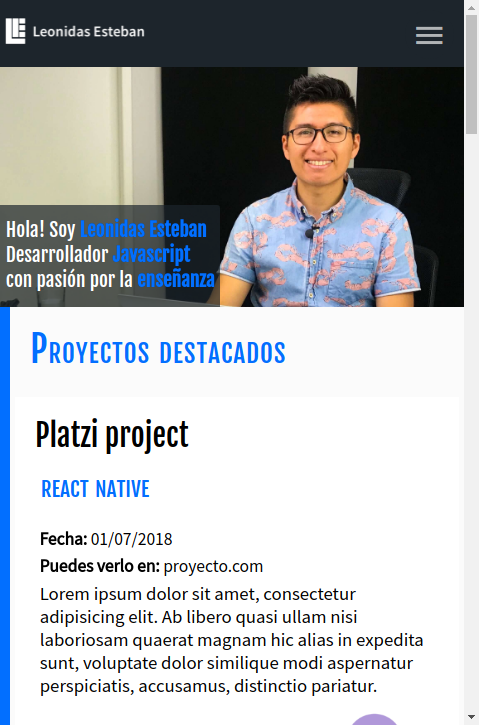 Leonidas Esteban
Hola! Soy Leonidas Esteban
Desarrollador Javascript
con pasión por la enseñanza
Proyectos destacados
Platzi project
REACT NATIVE
Fecha: 01/07/2018
Puedes verlo en: proyecto.com
Lorem ipsum dolor sit amet, consectetur
adipisicing elit. Ab libero quasi ullam nisi
laboriosam quaerat magnam hic alias in expedita
sunt, voluptate dolor similique modi aspernatur
perspiciatis, accusamus, distinctio pariatur.